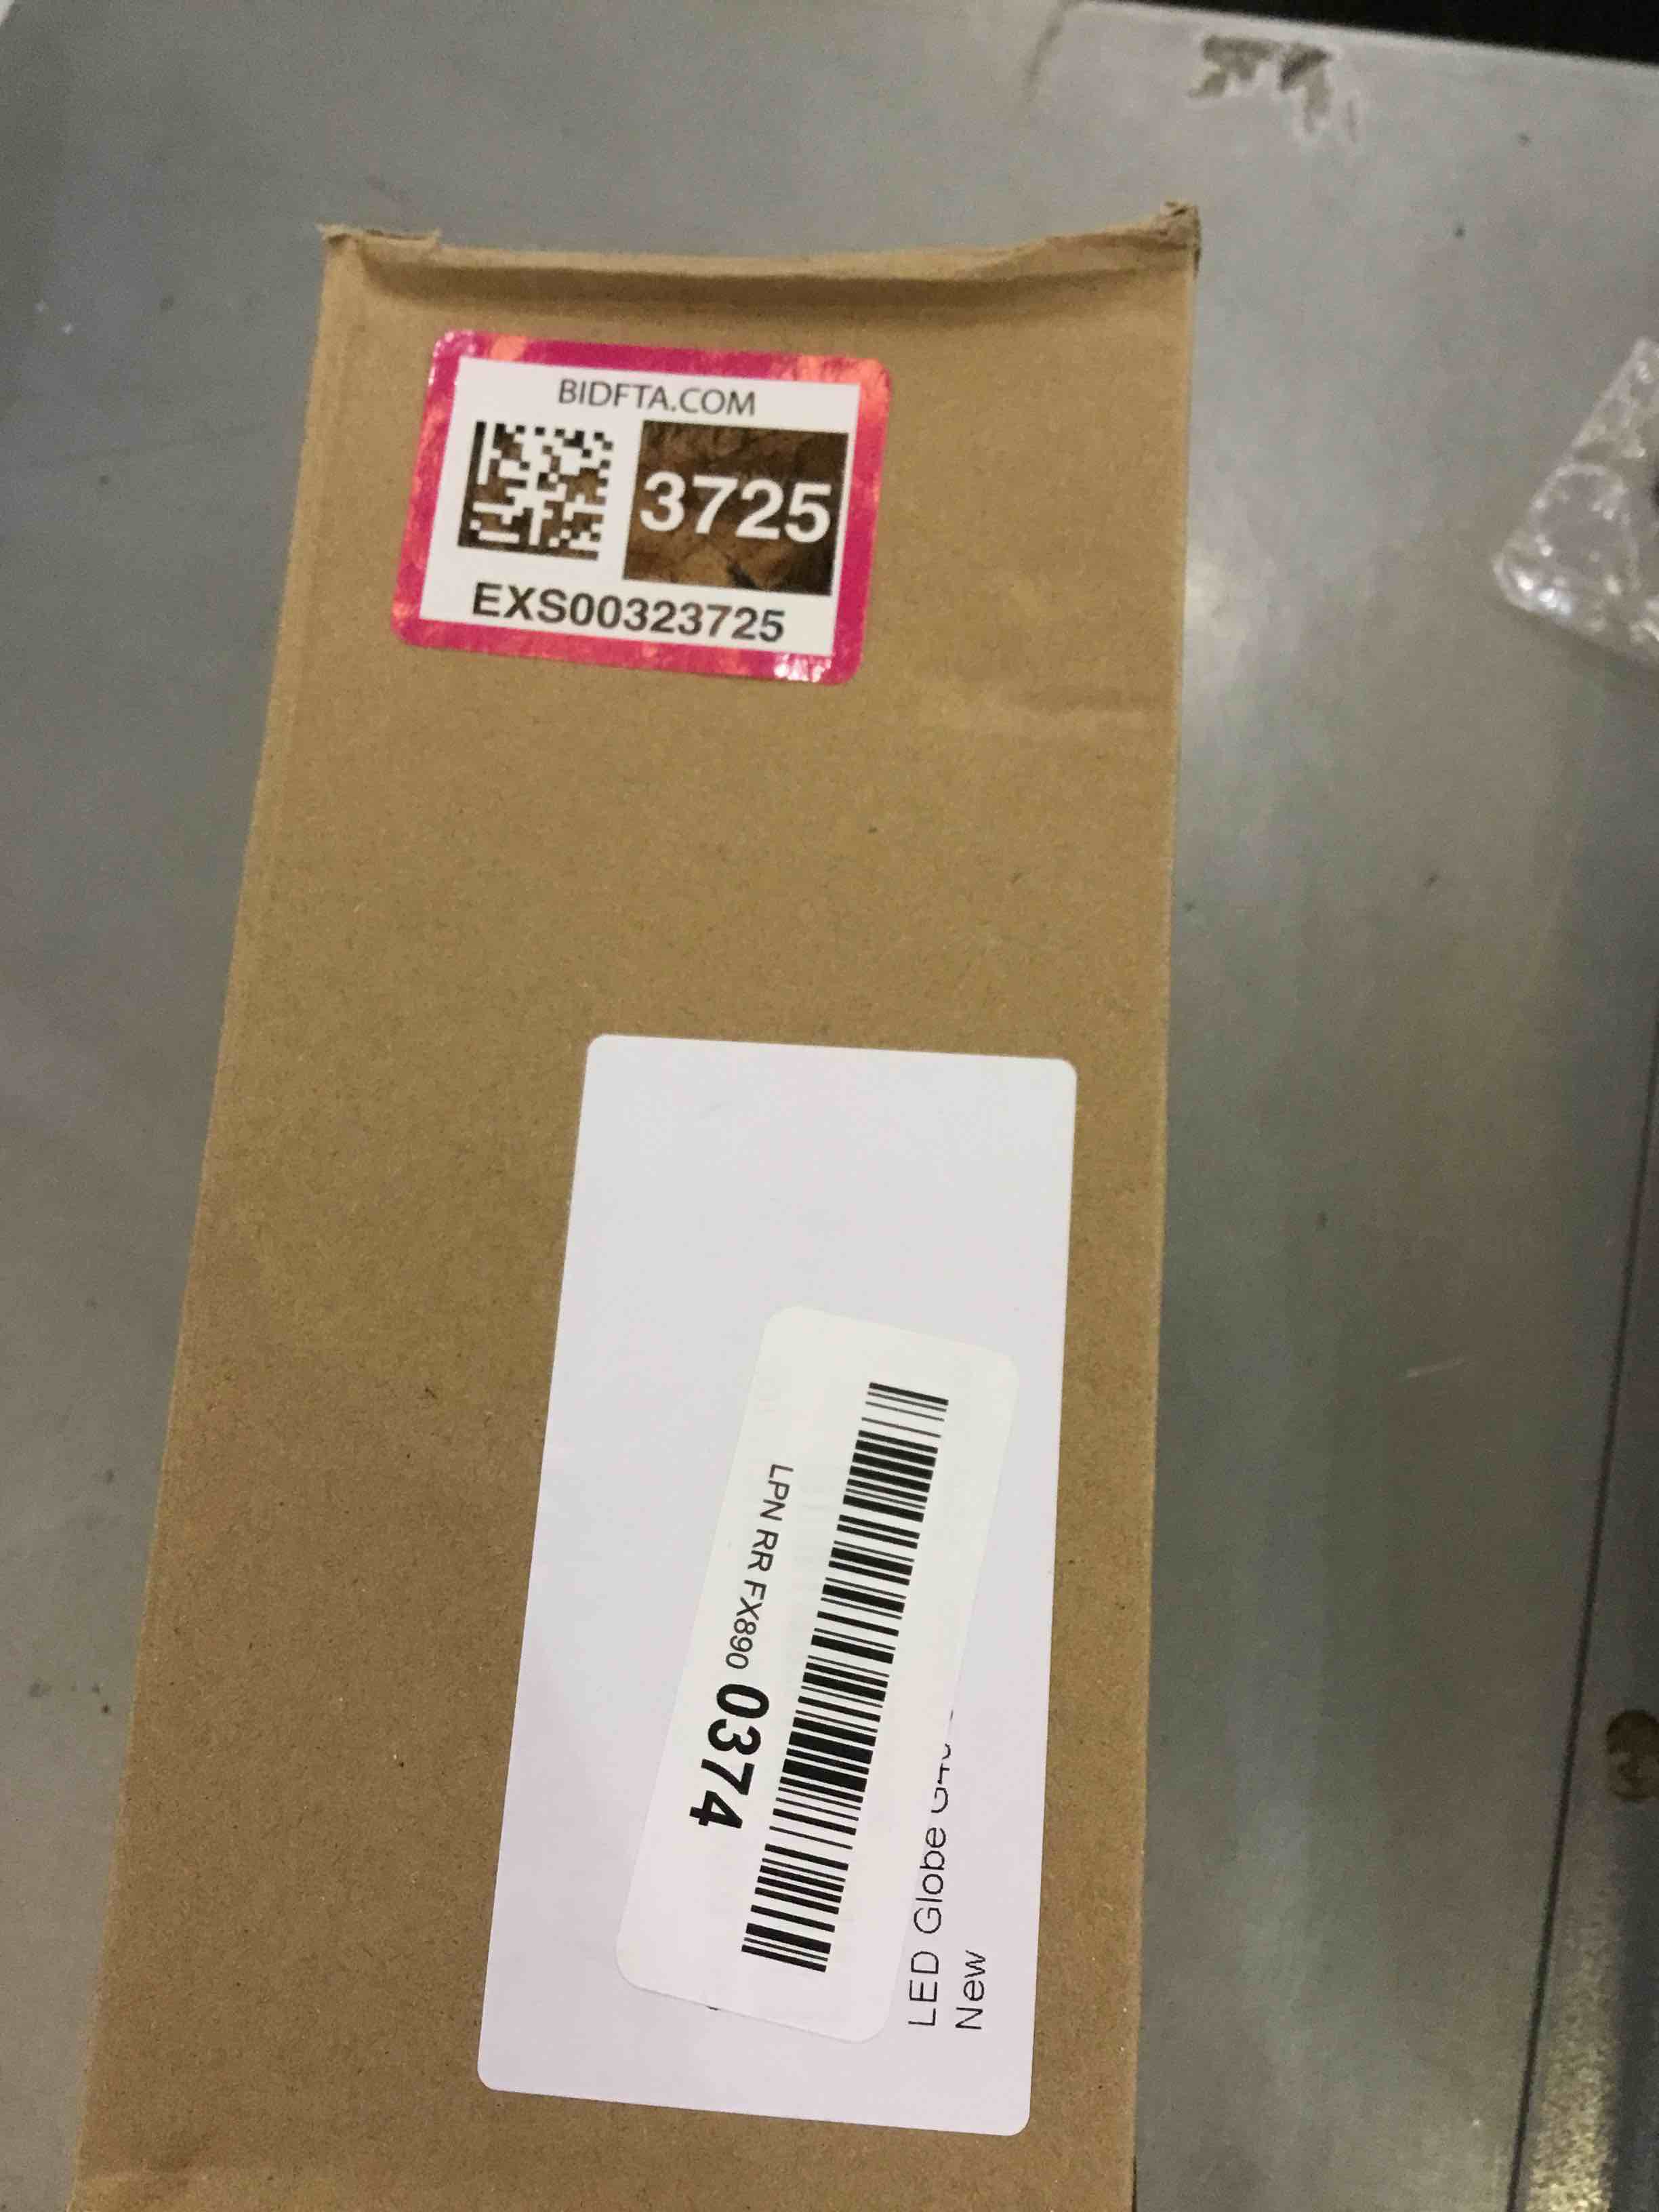 BIDFTA.COM
3725
EXS00323725
LPN RR FX890 0374
LED Globe
New